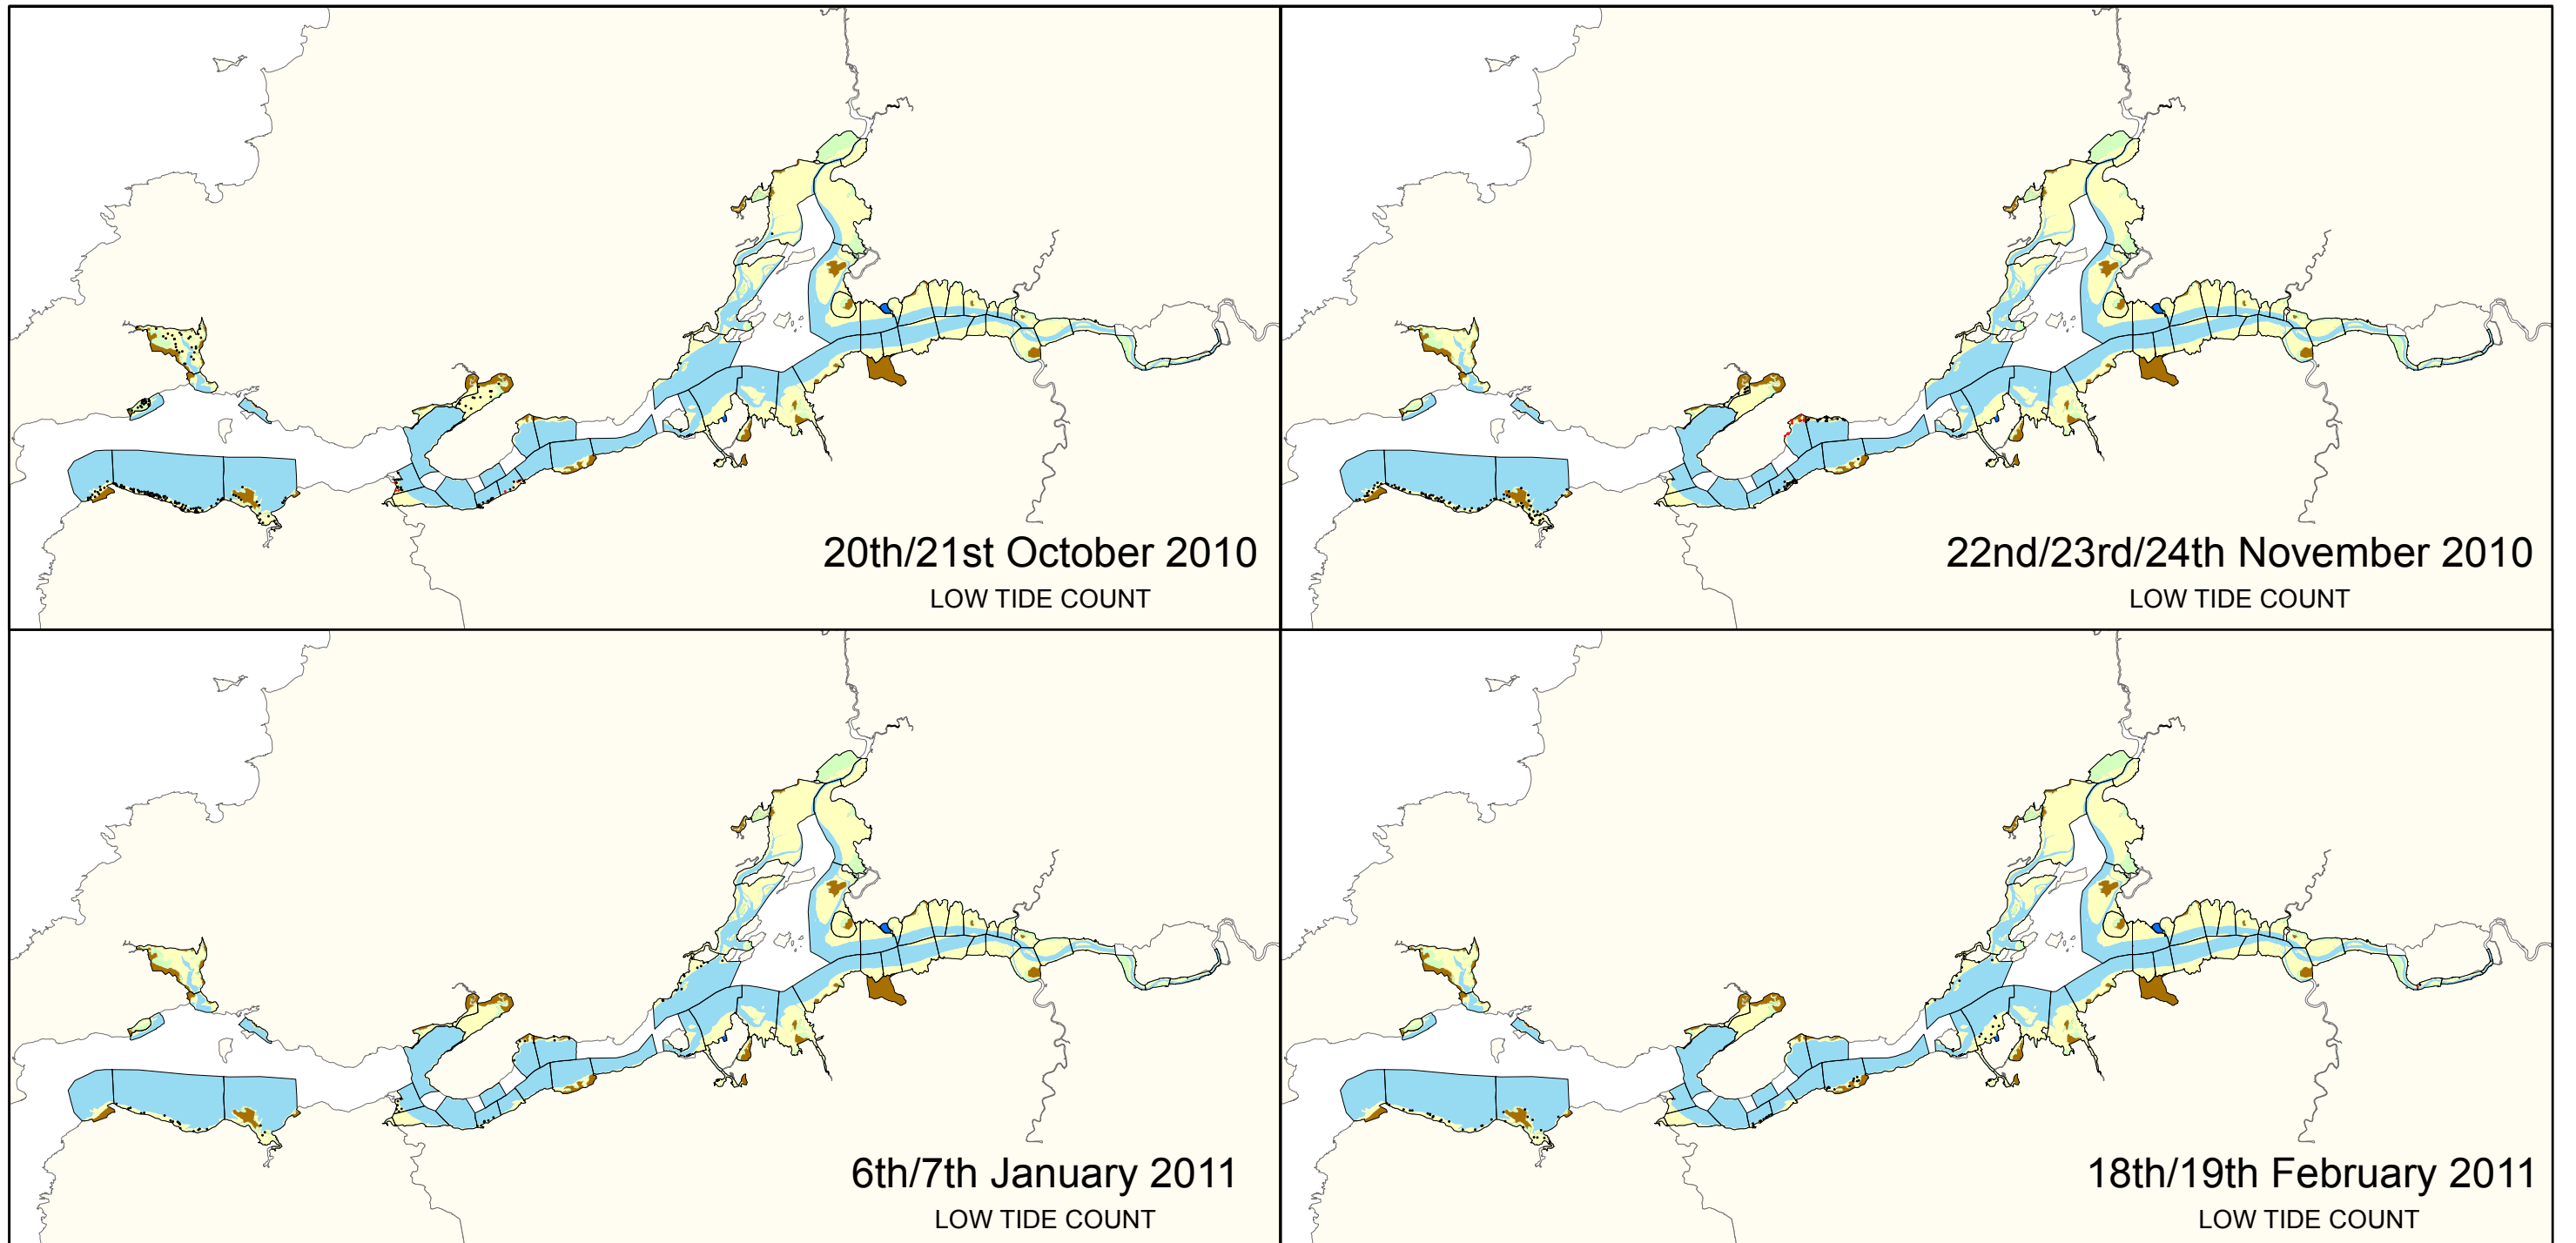 20th/21st October 2010
LOW TIDE COUNT
22nd/23rd/24th November 2010
LOW TIDE COUNT
6th/7th January 2011
LOW TIDE COUNT
18th/19th February 2011
LOW TIDE COUNT